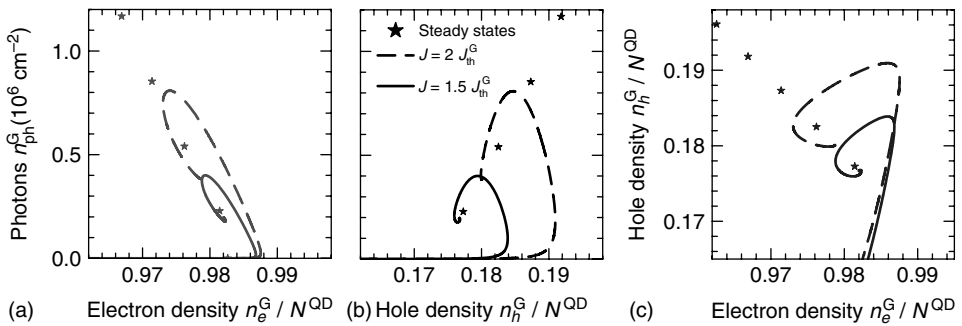 Photons n_ph^G (10^6 cm^−2)
1.0
0.5
0.0
0.97 0.98 0.99
(a) Electron density n_e^G / N^QD
★ Steady states
J = 2 J_th^G
J = 1.5 J_th^G
0.17 0.18 0.19
(b) Hole density n_h^G / N^QD
Hole density n_h^G / N^QD
0.19
0.18
0.17
0.97 0.98 0.99
(c) Electron density n_e^G / N^QD